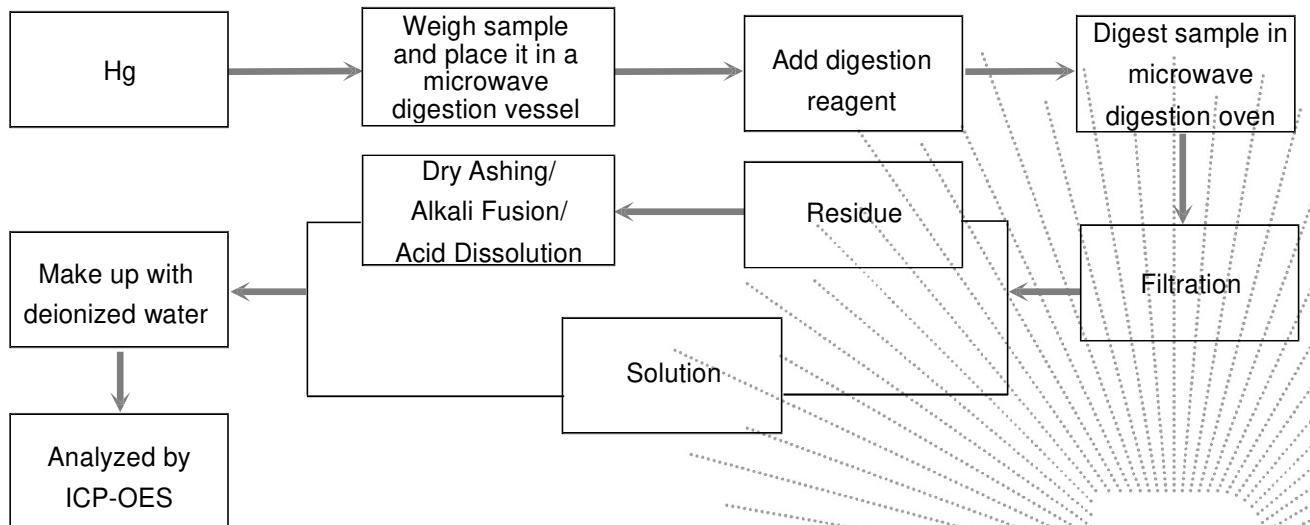 Hg
Weigh sample
and place it in a
microwave
digestion vessel
Add digestion
reagent
Digest sample in
microwave
digestion oven
Dry Ashing/
Alkali Fusion/
Acid Dissolution
Residue
Filtration
Make up with
deionized water
Solution
Analyzed by
ICP-OES